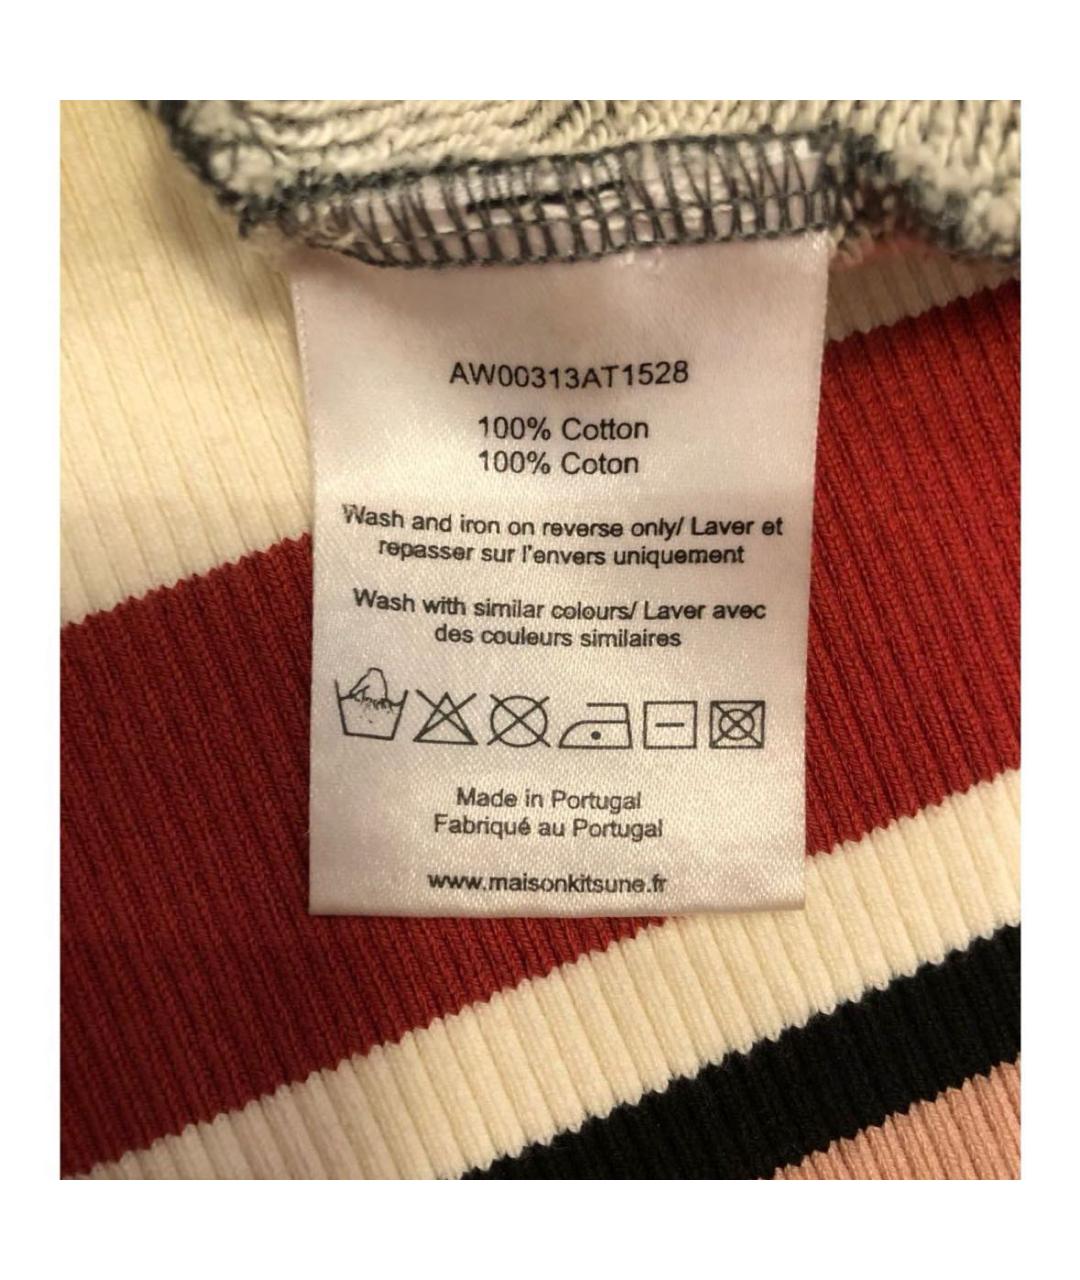 AW00313AT1528
100% Cotton
100% Coton
Wash and iron on reverse only/ Laver et
repasser sur l'envers uniquement
Wash with similar colours/ Laver avec
des couleurs similaires
Made in Portugal
Fabriqué au Portugal
www.maisonkitsune.fr